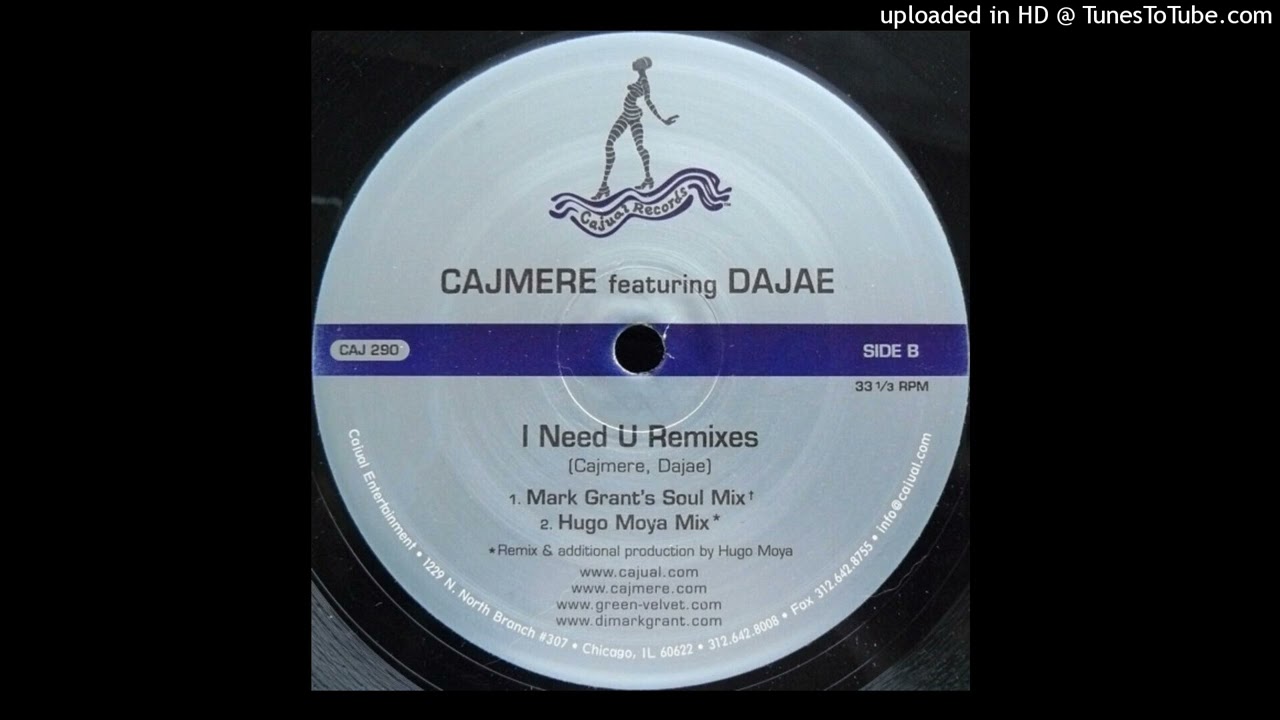 uploaded in HD @ TunesToTube.com
Cajual Records™
CAJMERE featuring DAJAE
CAJ 290
SIDE B
33 1/3 RPM
I Need U Remixes
(Cajmere, Dajae)
1. Mark Grant's Soul Mix†
2. Hugo Moya Mix*
*Remix & additional production by Hugo Moya
www.cajual.com
www.cajmere.com
www.green-velvet.com
www.djmarkgrant.com
Cajual Entertainment • 1229 N. North Branch #307 • Chicago, IL 60622 • 312.642.8008 • Fax 312.642.8755 • info@cajual.com